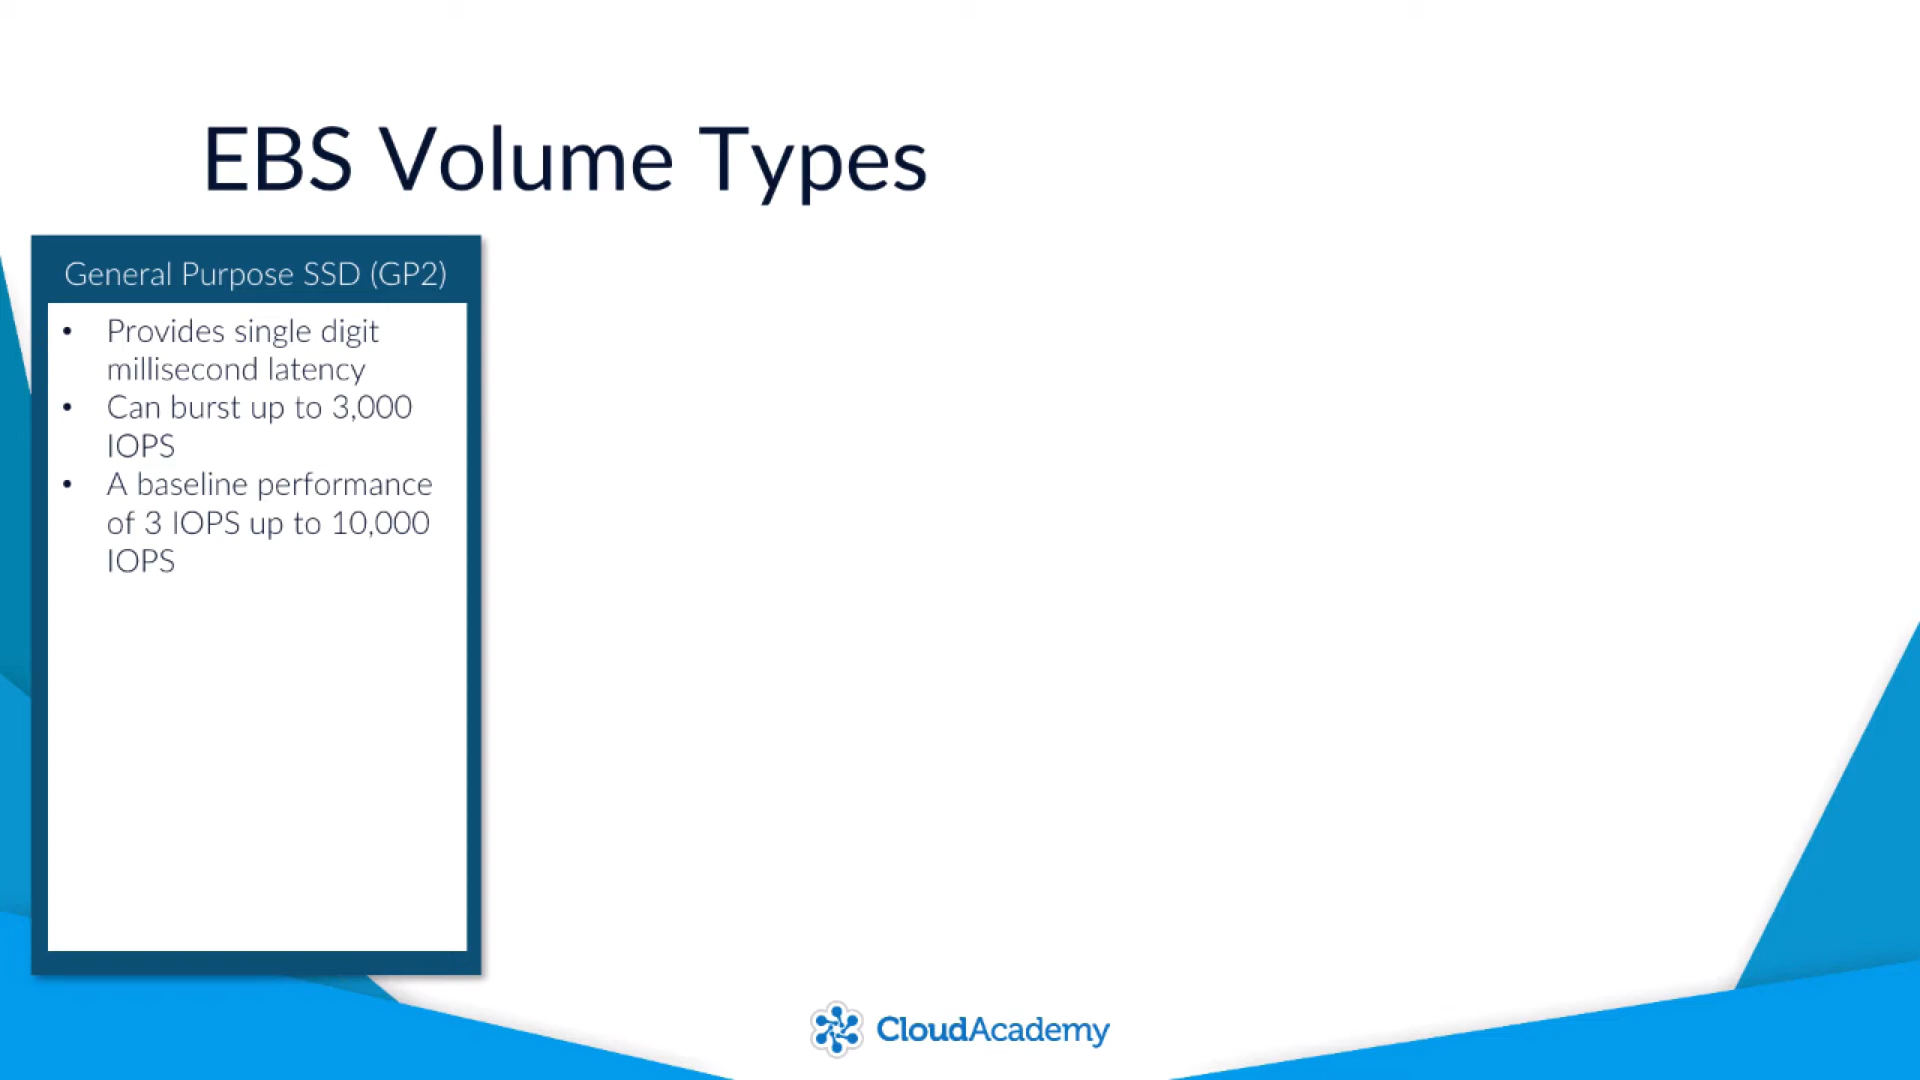 EBS Volume Types
General Purpose SSD (GP2)
• Provides single digit
millisecond latency
• Can burst up to 3,000
IOPS
• A baseline performance
of 3 IOPS up to 10,000
IOPS
CloudAcademy